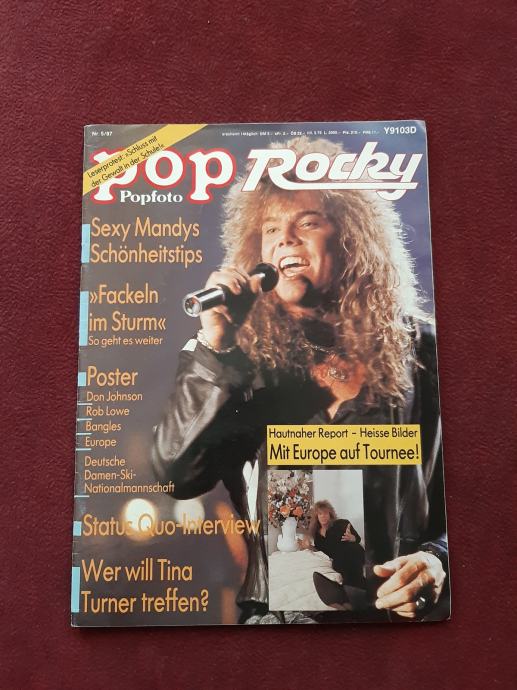 Nr. 5/87
Y9103D
Leserprotest: »Schluss mit
der Gewalt in der Schule!«
pop Rocky
Popfoto
Sexy Mandys
Schönheitstips
»Fackeln
im Sturm«
So geht es weiter
Poster
Don Johnson
Rob Lowe
Bangles
Europe
Deutsche
Damen-Ski-
Nationalmannschaft
Hautnaher Report – Heisse Bilder
Mit Europe auf Tournee!
Status Quo-Interview
Wer will Tina
Turner treffen?